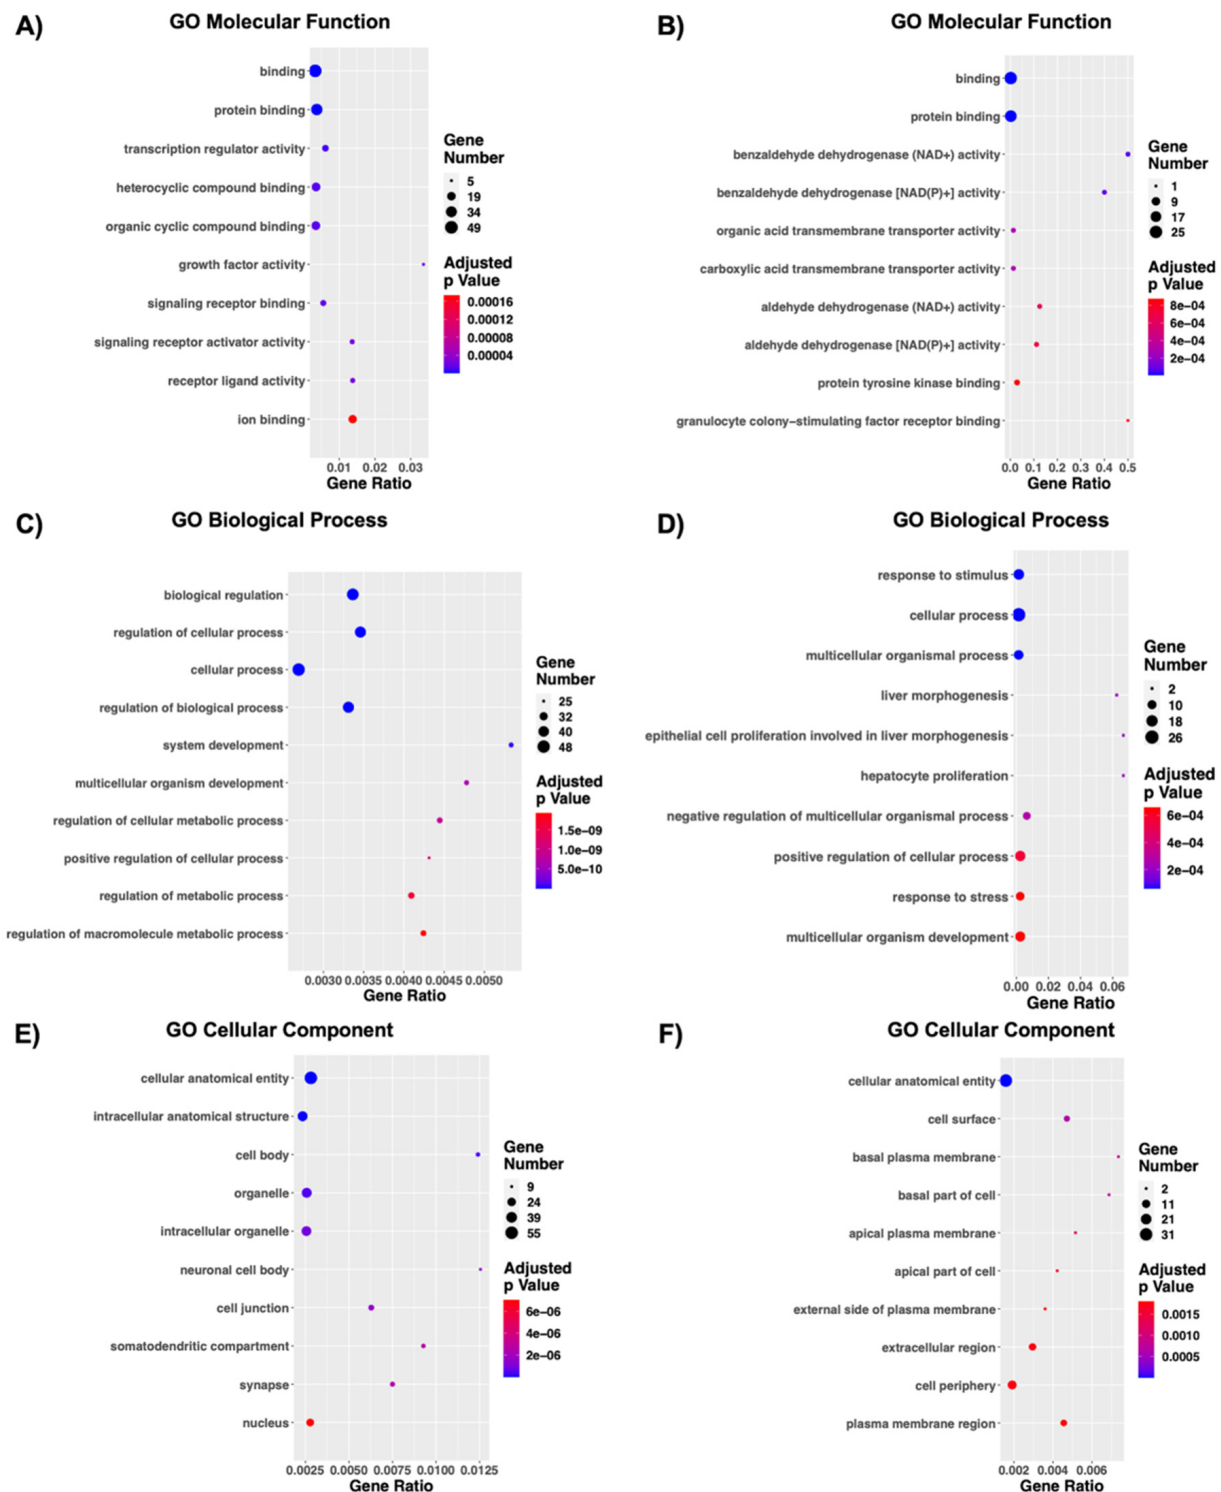 A)
GO Molecular Function
binding
protein binding
transcription regulator activity
heterocyclic compound binding
organic cyclic compound binding
growth factor activity
signaling receptor binding
signaling receptor activator activity
receptor ligand activity
ion binding
0.01 0.02 0.03
Gene Ratio
Gene
Number
5
19
34
49
Adjusted
p Value
0.00016
0.00012
0.00008
0.00004
B)
GO Molecular Function
binding
protein binding
benzaldehyde dehydrogenase (NAD+) activity
benzaldehyde dehydrogenase [NAD(P)+] activity
organic acid transmembrane transporter activity
carboxylic acid transmembrane transporter activity
aldehyde dehydrogenase (NAD+) activity
aldehyde dehydrogenase [NAD(P)+] activity
protein tyrosine kinase binding
granulocyte colony−stimulating factor receptor binding
0.0 0.1 0.2 0.3 0.4 0.5
Gene Ratio
Gene
Number
1
9
17
25
Adjusted
p Value
8e−04
6e−04
4e−04
2e−04
C)
GO Biological Process
biological regulation
regulation of cellular process
cellular process
regulation of biological process
system development
multicellular organism development
regulation of cellular metabolic process
positive regulation of cellular process
regulation of metabolic process
regulation of macromolecule metabolic process
0.0030 0.0035 0.0040 0.0045 0.0050
Gene Ratio
Gene
Number
25
32
40
48
Adjusted
p Value
1.5e−09
1.0e−09
5.0e−10
D)
GO Biological Process
response to stimulus
cellular process
multicellular organismal process
liver morphogenesis
epithelial cell proliferation involved in liver morphogenesis
hepatocyte proliferation
negative regulation of multicellular organismal process
positive regulation of cellular process
response to stress
multicellular organism development
0.00 0.02 0.04 0.06
Gene Ratio
Gene
Number
2
10
18
26
Adjusted
p Value
6e−04
4e−04
2e−04
E)
GO Cellular Component
cellular anatomical entity
intracellular anatomical structure
cell body
organelle
intracellular organelle
neuronal cell body
cell junction
somatodendritic compartment
synapse
nucleus
0.0025 0.0050 0.0075 0.0100 0.0125
Gene Ratio
Gene
Number
9
24
39
55
Adjusted
p Value
6e−06
4e−06
2e−06
F)
GO Cellular Component
cellular anatomical entity
cell surface
basal plasma membrane
basal part of cell
apical plasma membrane
apical part of cell
external side of plasma membrane
extracellular region
cell periphery
plasma membrane region
0.002 0.004 0.006
Gene Ratio
Gene
Number
2
11
21
31
Adjusted
p Value
0.0015
0.0010
0.0005